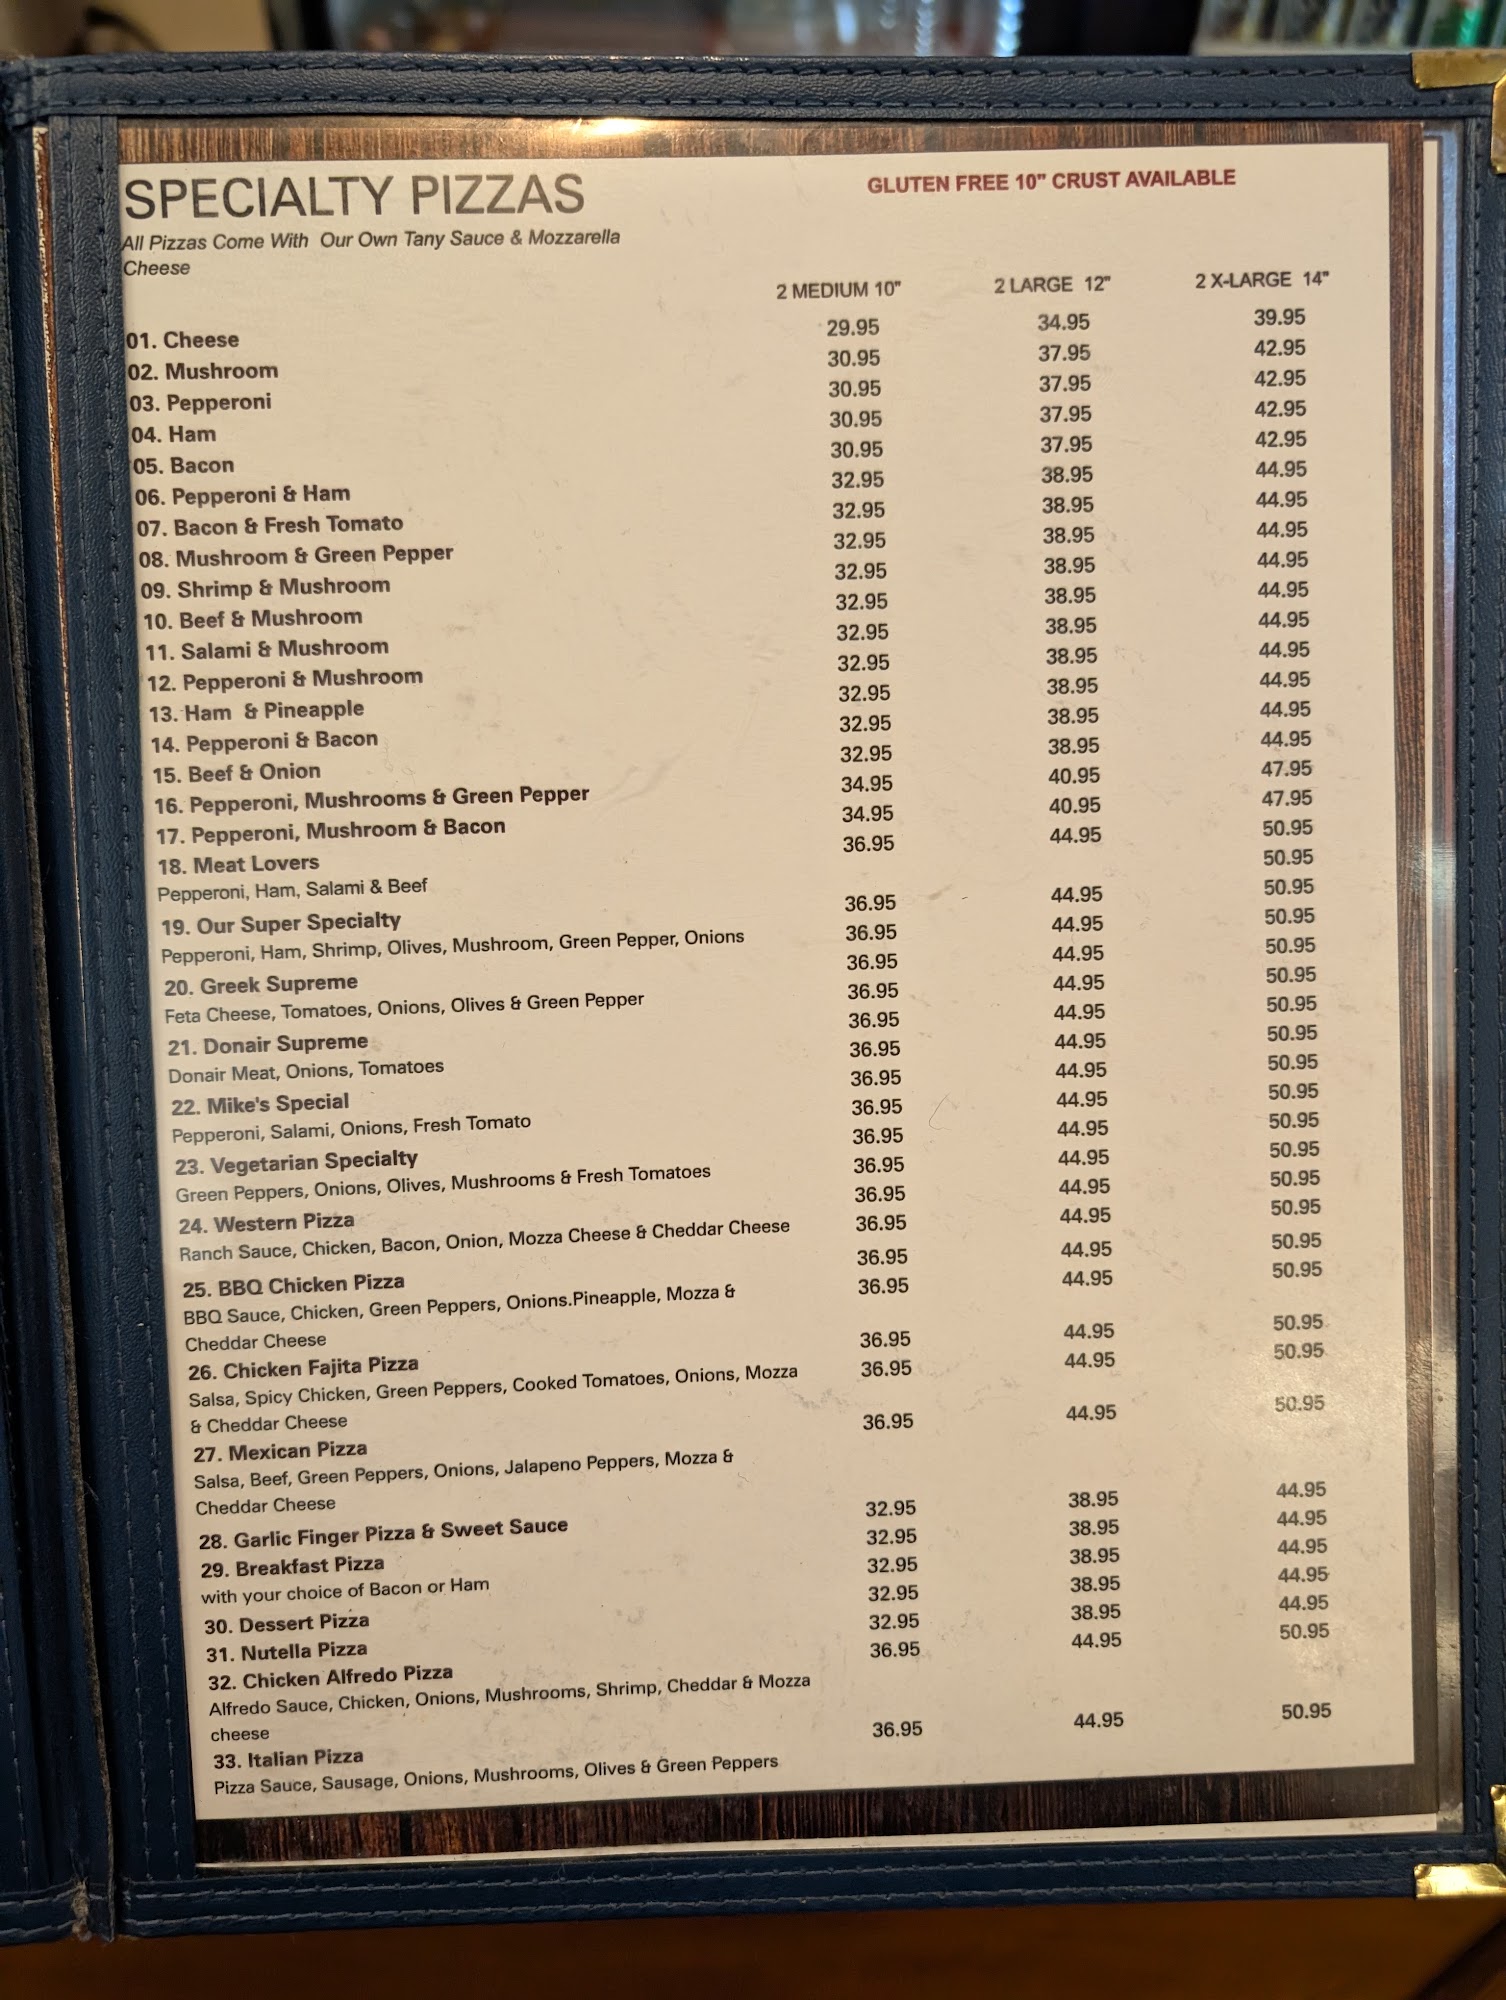 SPECIALTY PIZZAS
GLUTEN FREE 10" CRUST AVAILABLE
All Pizzas Come With Our Own Tany Sauce & Mozzarella
Cheese
2 MEDIUM 10" 2 LARGE 12" 2 X-LARGE 14"
01. Cheese 29.95 34.95 39.95
02. Mushroom 30.95 37.95 42.95
03. Pepperoni 30.95 37.95 42.95
04. Ham 30.95 37.95 42.95
05. Bacon 30.95 37.95 42.95
06. Pepperoni & Ham 32.95 38.95 44.95
07. Bacon & Fresh Tomato 32.95 38.95 44.95
08. Mushroom & Green Pepper 32.95 38.95 44.95
09. Shrimp & Mushroom 32.95 38.95 44.95
10. Beef & Mushroom 32.95 38.95 44.95
11. Salami & Mushroom 32.95 38.95 44.95
12. Pepperoni & Mushroom 32.95 38.95 44.95
13. Ham & Pineapple 32.95 38.95 44.95
14. Pepperoni & Bacon 32.95 38.95 44.95
15. Beef & Onion 32.95 38.95 44.95
16. Pepperoni, Mushrooms & Green Pepper 34.95 40.95 47.95
17. Pepperoni, Mushroom & Bacon 34.95 40.95 47.95
18. Meat Lovers 36.95 44.95 50.95
Pepperoni, Ham, Salami & Beef 50.95
19. Our Super Specialty 36.95 44.95 50.95
Pepperoni, Ham, Shrimp, Olives, Mushroom, Green Pepper, Onions 36.95 44.95 50.95
20. Greek Supreme 36.95 44.95 50.95
Feta Cheese, Tomatoes, Onions, Olives & Green Pepper 36.95 44.95 50.95
21. Donair Supreme 36.95 44.95 50.95
Donair Meat, Onions, Tomatoes 36.95 44.95 50.95
22. Mike's Special 36.95 44.95 50.95
Pepperoni, Salami, Onions, Fresh Tomato 36.95 44.95 50.95
23. Vegetarian Specialty 36.95 44.95 50.95
Green Peppers, Onions, Olives, Mushrooms & Fresh Tomatoes 36.95 44.95 50.95
24. Western Pizza 36.95 44.95 50.95
Ranch Sauce, Chicken, Bacon, Onion, Mozza Cheese & Cheddar Cheese 36.95 44.95 50.95
25. BBQ Chicken Pizza 36.95 44.95 50.95
BBQ Sauce, Chicken, Green Peppers, Onions.Pineapple, Mozza & 36.95 44.95 50.95
Cheddar Cheese
26. Chicken Fajita Pizza 36.95 44.95 50.95
Salsa, Spicy Chicken, Green Peppers, Cooked Tomatoes, Onions, Mozza 36.95 44.95 50.95
& Cheddar Cheese
27. Mexican Pizza 36.95 44.95 50.95
Salsa, Beef, Green Peppers, Onions, Jalapeno Peppers, Mozza &
Cheddar Cheese
28. Garlic Finger Pizza & Sweet Sauce 32.95 38.95 44.95
29. Breakfast Pizza 32.95 38.95 44.95
with your choice of Bacon or Ham 32.95 38.95 44.95
30. Dessert Pizza 32.95 38.95 44.95
31. Nutella Pizza 32.95 38.95 44.95
32. Chicken Alfredo Pizza 36.95 44.95 50.95
Alfredo Sauce, Chicken, Onions, Mushrooms, Shrimp, Cheddar & Mozza
cheese
33. Italian Pizza 36.95 44.95 50.95
Pizza Sauce, Sausage, Onions, Mushrooms, Olives & Green Peppers